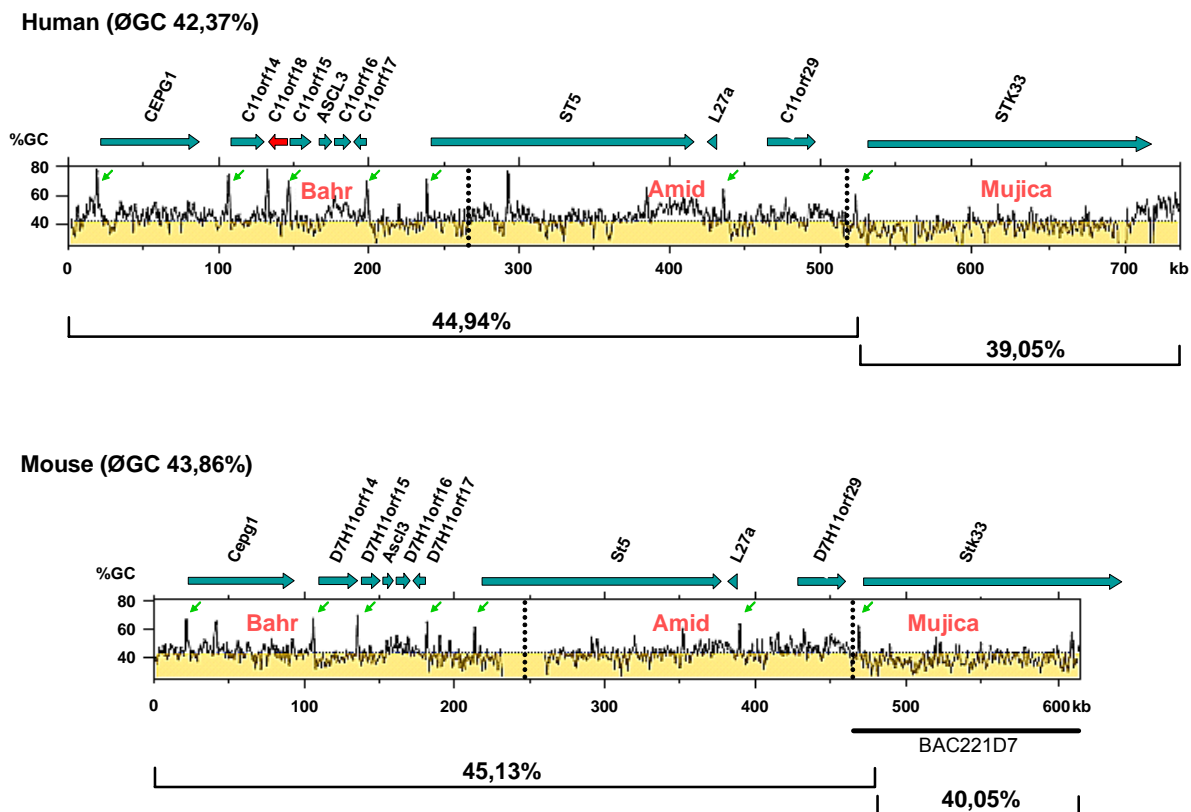 Human (ØGC 42,37%)
CEPG1
C11orf14
C11orf18
C11orf15
ASCL3
C11orf16
C11orf17
ST5
L27a
C11orf29
STK33
%GC
80
60
40
Bahr
Amid
Mujica
0 100 200 300 400 500 600 700 kb
44,94%
39,05%
Mouse (ØGC 43,86%)
Cepg1
D7H11orf14
D7H11orf15
Ascl3
D7H11orf16
D7H11orf17
St5
L27a
D7H11orf29
Stk33
%GC
80
60
40
Bahr
Amid
Mujica
0 100 200 300 400 500 600 kb
BAC221D7
45,13%
40,05%